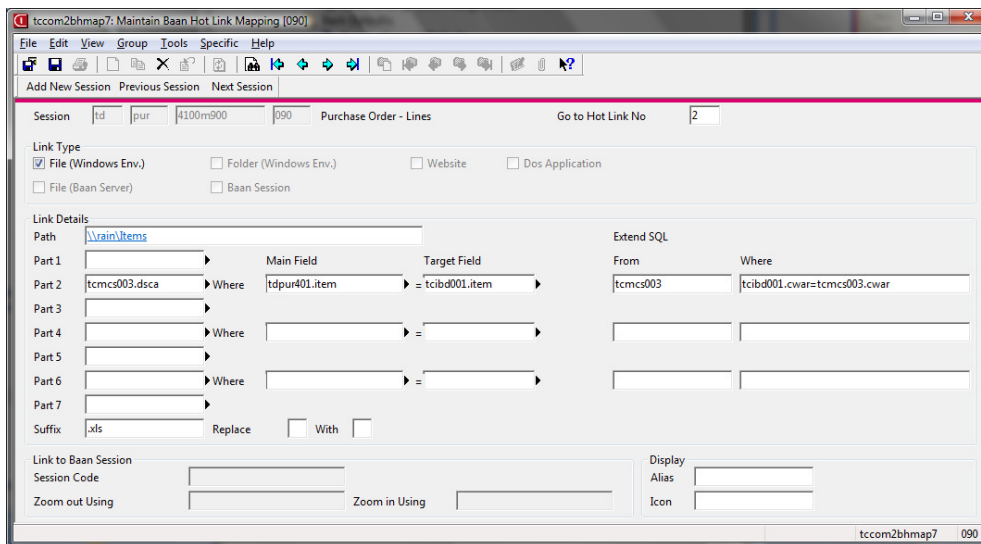 tccom2bhmap7: Maintain Baan Hot Link Mapping [090]
File Edit View Group Tools Specific Help
Add New Session Previous Session Next Session
Session td pur 4100m900 090 Purchase Order - Lines Go to Hot Link No 2
Link Type
File (Windows Env.) Folder (Windows Env.) Website Dos Application
File (Baan Server) Baan Session
Link Details
Path \\rain\Items Extend SQL
Part 1 Main Field Target Field From Where
Part 2 tcmcs003.dsca Where tdpur401.item = tcibd001.item tcmcs003 tcibd001.cwar=tcmcs003.cwar
Part 3
Part 4 Where =
Part 5
Part 6 Where =
Part 7
Suffix .xls Replace With
Link to Baan Session Display
Session Code Alias
Zoom out Using Zoom in Using Icon
tccom2bhmap7 090